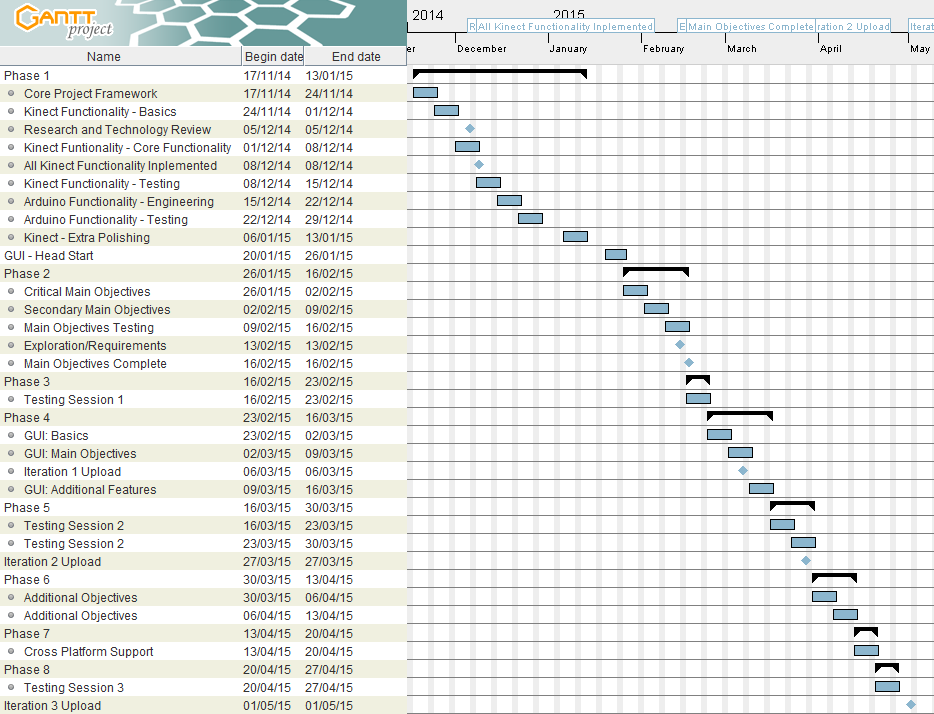 GANTT project
2014
2015
R All Kinect Functionality Inplemented E Main Objectives Complete ration 2 Upload Iterat
er December January February March April May
Name Begin date End date
Phase 1 17/11/14 13/01/15
Core Project Framework 17/11/14 24/11/14
Kinect Functionality - Basics 24/11/14 01/12/14
Research and Technology Review 05/12/14 05/12/14
Kinect Funtionality - Core Functionality 01/12/14 08/12/14
All Kinect Functionality Inplemented 08/12/14 08/12/14
Kinect Functionality - Testing 08/12/14 15/12/14
Arduino Functionality - Engineering 15/12/14 22/12/14
Arduino Functionality - Testing 22/12/14 29/12/14
Kinect - Extra Polishing 06/01/15 13/01/15
GUI - Head Start 20/01/15 26/01/15
Phase 2 26/01/15 16/02/15
Critical Main Objectives 26/01/15 02/02/15
Secondary Main Objectives 02/02/15 09/02/15
Main Objectives Testing 09/02/15 16/02/15
Exploration/Requirements 13/02/15 13/02/15
Main Objectives Complete 16/02/15 16/02/15
Phase 3 16/02/15 23/02/15
Testing Session 1 16/02/15 23/02/15
Phase 4 23/02/15 16/03/15
GUI: Basics 23/02/15 02/03/15
GUI: Main Objectives 02/03/15 09/03/15
Iteration 1 Upload 06/03/15 06/03/15
GUI: Additional Features 09/03/15 16/03/15
Phase 5 16/03/15 30/03/15
Testing Session 2 16/03/15 23/03/15
Testing Session 2 23/03/15 30/03/15
Iteration 2 Upload 27/03/15 27/03/15
Phase 6 30/03/15 13/04/15
Additional Objectives 30/03/15 06/04/15
Additional Objectives 06/04/15 13/04/15
Phase 7 13/04/15 20/04/15
Cross Platform Support 13/04/15 20/04/15
Phase 8 20/04/15 27/04/15
Testing Session 3 20/04/15 27/04/15
Iteration 3 Upload 01/05/15 01/05/15